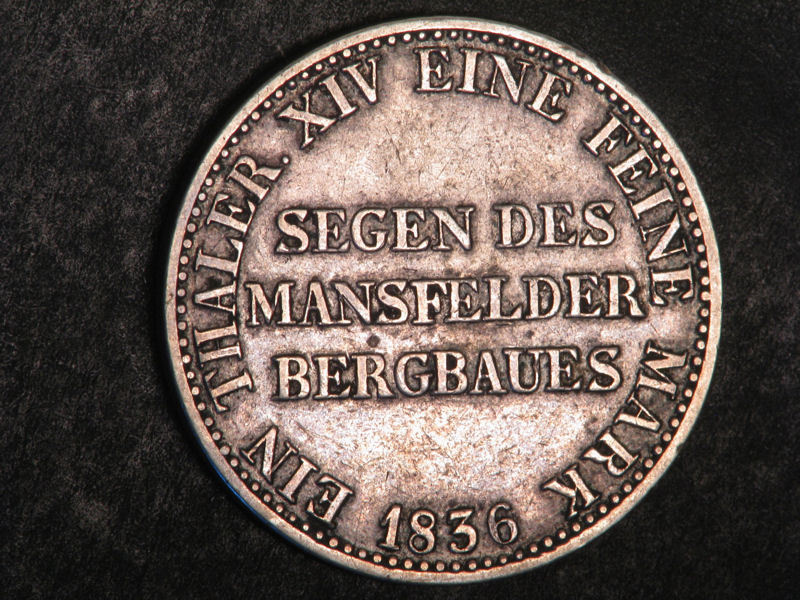 EIN THALER. XIV EINE FEINE MARK
SEGEN DES
MANSFELDER
BERGBAUES
1836